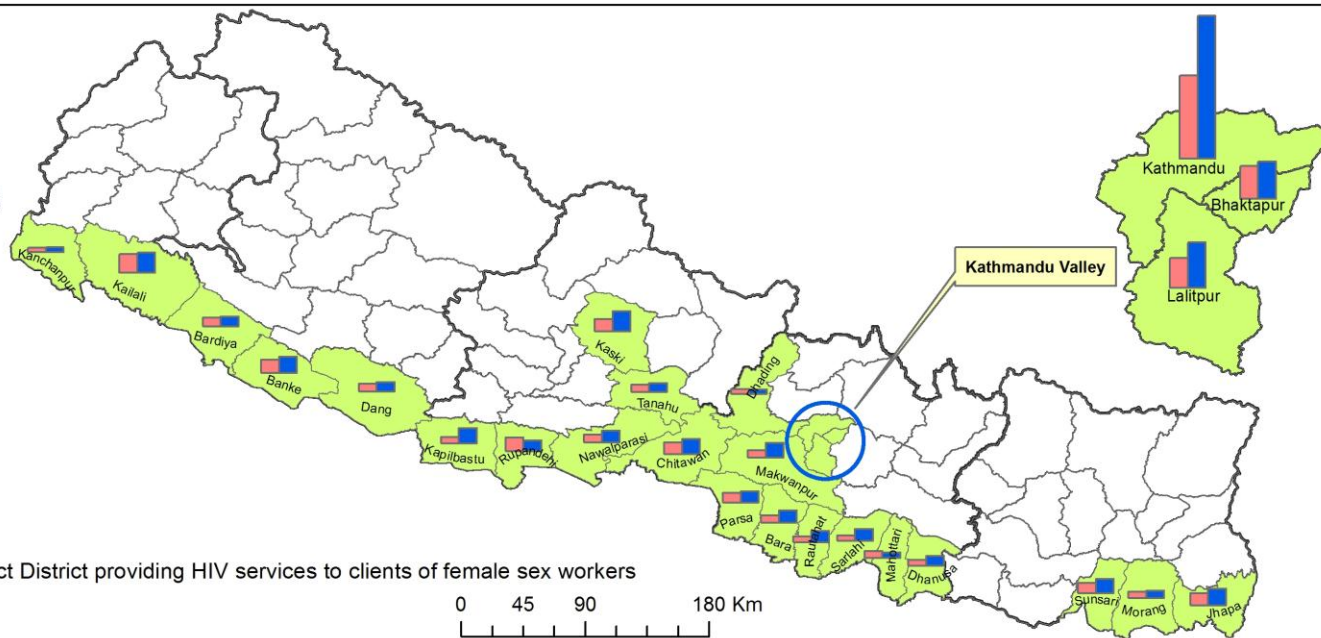 Kathmandu
Bhaktapur
Lalitpur
Kathmandu Valley
Kanchanpur
Kailali
Bardiya
Banke
Dang
Kaski
Tanahu
Dhading
Kapilbastu
Rupandehi
Nawalparasi
Chitawan
Makwanpur
Parsa
Bara
Rautahat
Sarlahi
Mahottari
Dhanusa
Sunsari
Morang
Jhapa
ct District providing HIV services to clients of female sex workers
0 45 90 180 Km